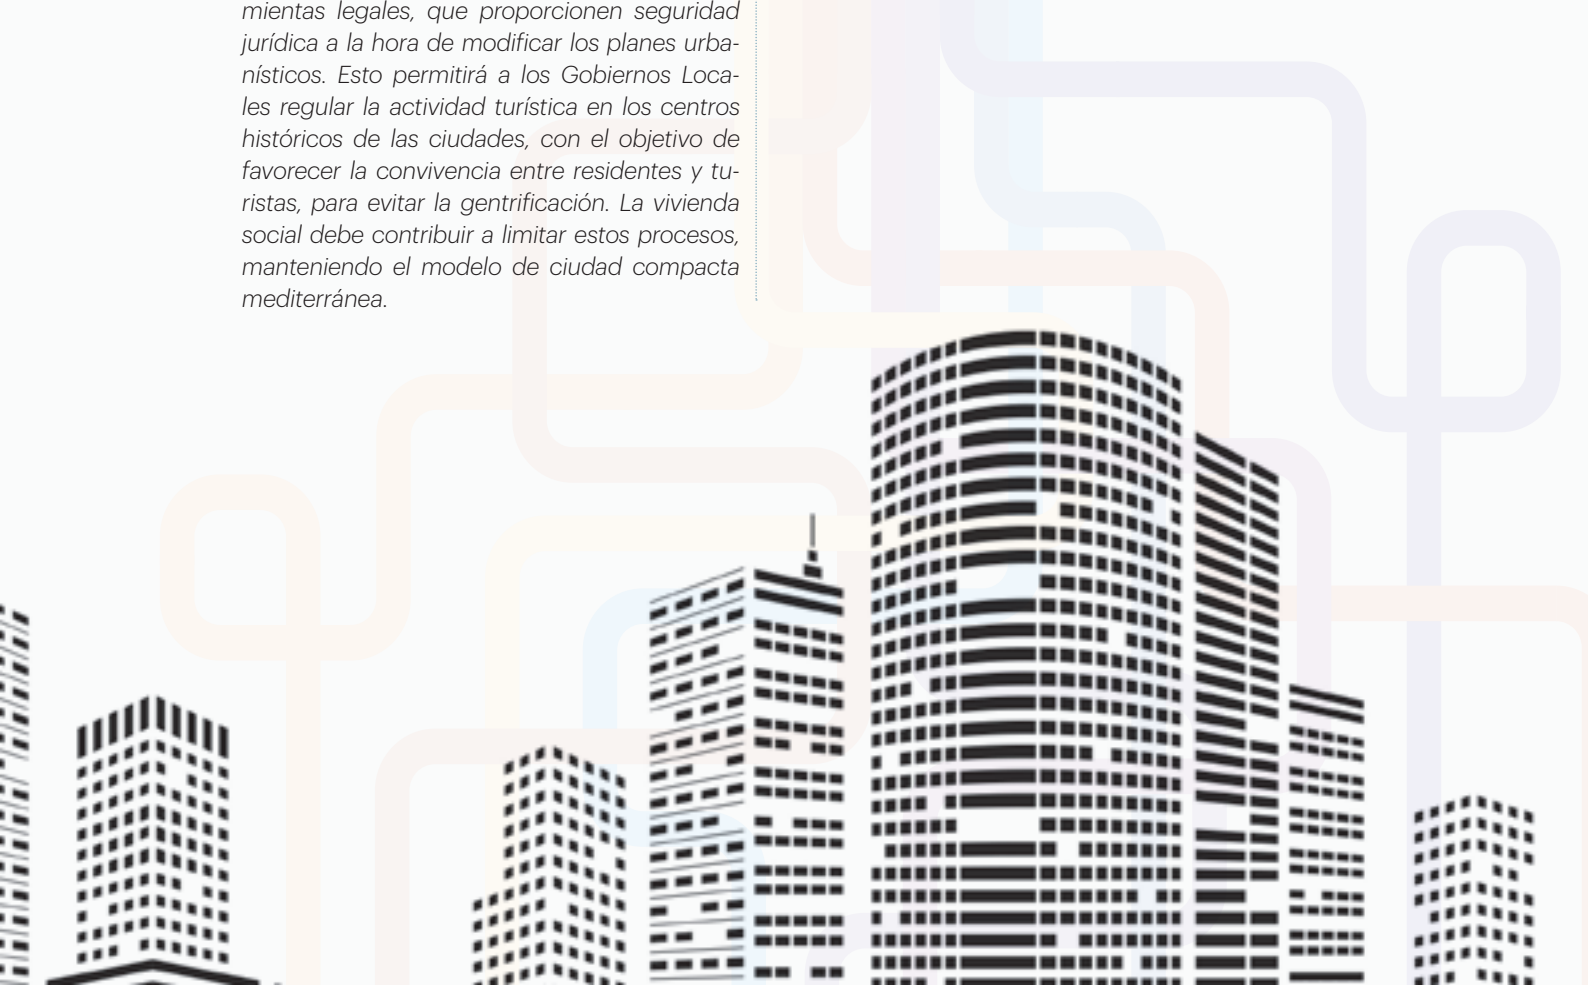 mientas legales, que proporcionen seguridad
jurídica a la hora de modificar los planes urba-
nísticos. Esto permitirá a los Gobiernos Loca-
les regular la actividad turística en los centros
históricos de las ciudades, con el objetivo de
favorecer la convivencia entre residentes y tu-
ristas, para evitar la gentrificación. La vivienda
social debe contribuir a limitar estos procesos,
manteniendo el modelo de ciudad compacta
mediterránea.